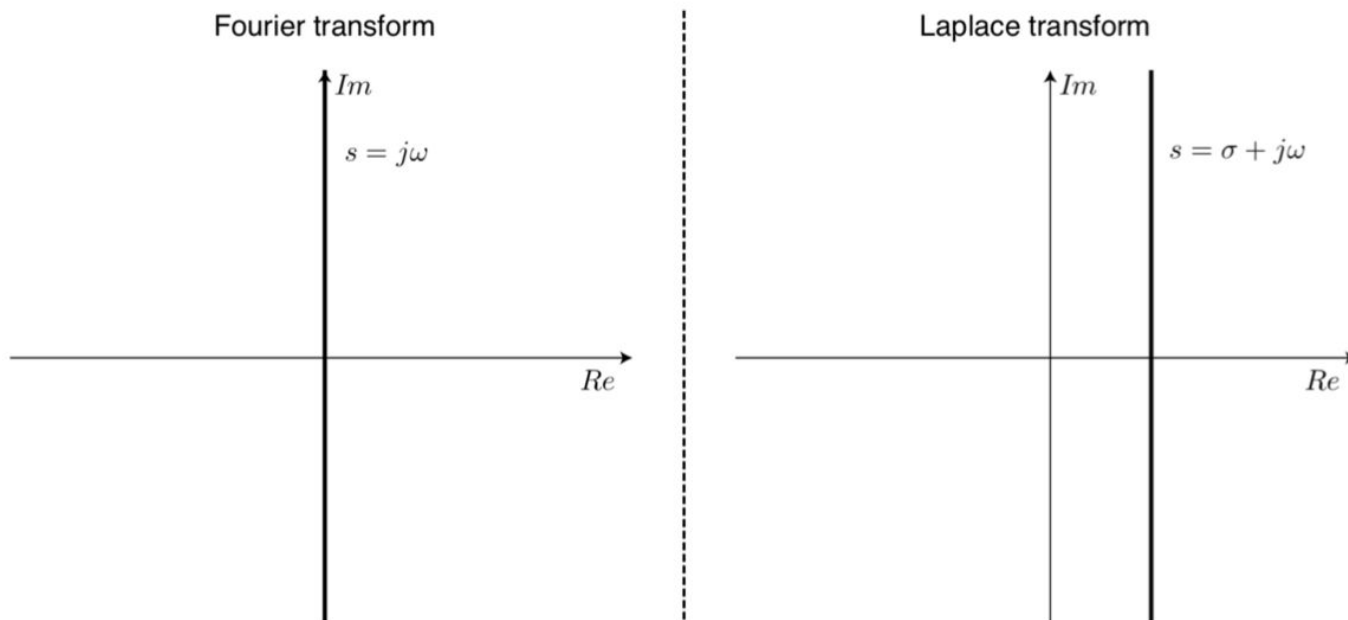 Fourier transform
Im
s = jω
Re
Laplace transform
Im
s = σ + jω
Re